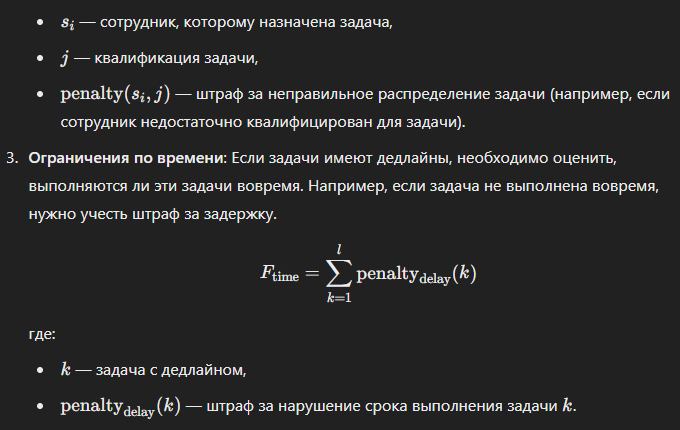 • sᵢ — сотрудник, которому назначена задача,
• j — квалификация задачи,
• penalty(sᵢ, j) — штраф за неправильное распределение задачи (например, если
сотрудник недостаточно квалифицирован для задачи).
3. Ограничения по времени: Если задачи имеют дедлайны, необходимо оценить,
выполняются ли эти задачи вовремя. Например, если задача не выполнена вовремя,
нужно учесть штраф за задержку.
F_time = ∑_{k=1}^{l} penalty_delay(k)
где:
• k — задача с дедлайном,
• penalty_delay(k) — штраф за нарушение срока выполнения задачи k.